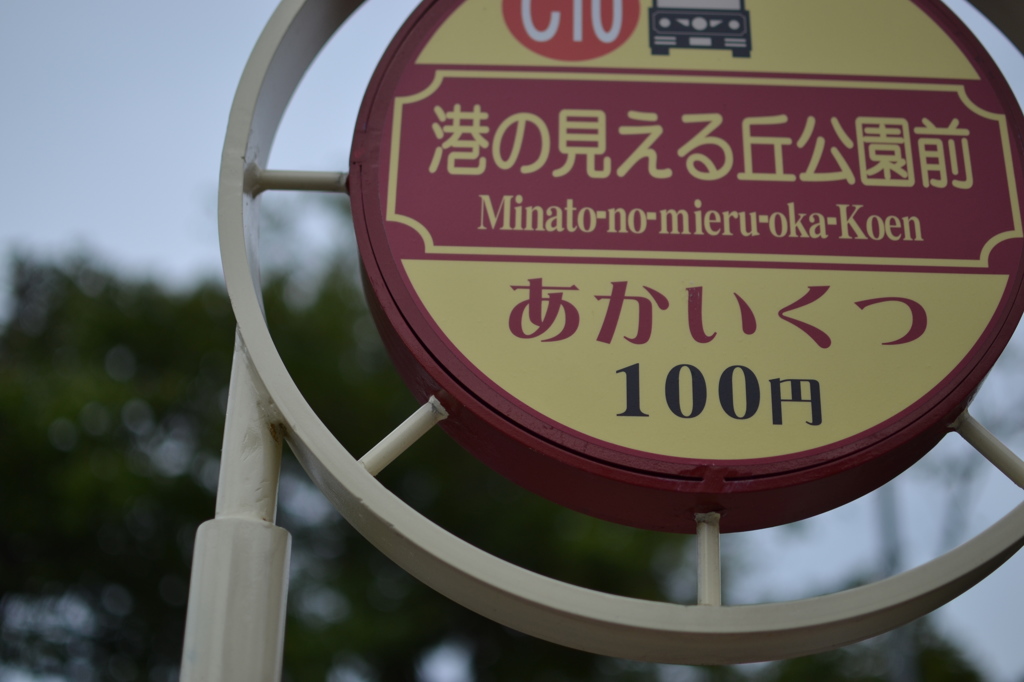 C10
港の見える丘公園前
Minato-no-mieru-oka-Koen
あかいくつ
100円